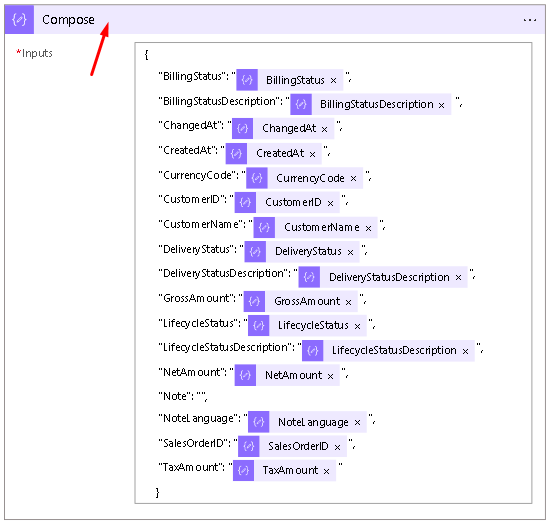 Compose ...
*Inputs
{
"BillingStatus": " BillingStatus × ",
"BillingStatusDescription": " BillingStatusDescription × ",
"ChangedAt": " ChangedAt × ",
"CreatedAt": " CreatedAt × ",
"CurrencyCode": " CurrencyCode × ",
"CustomerID": " CustomerID × ",
"CustomerName": " CustomerName × ",
"DeliveryStatus": " DeliveryStatus × ",
"DeliveryStatusDescription": " DeliveryStatusDescription × ",
"GrossAmount": " GrossAmount × ",
"LifecycleStatus": " LifecycleStatus × ",
"LifecycleStatusDescription": " LifecycleStatusDescription × ",
"NetAmount": " NetAmount × ",
"Note": "",
"NoteLanguage": " NoteLanguage × ",
"SalesOrderID": " SalesOrderID × ",
"TaxAmount": " TaxAmount × "
}